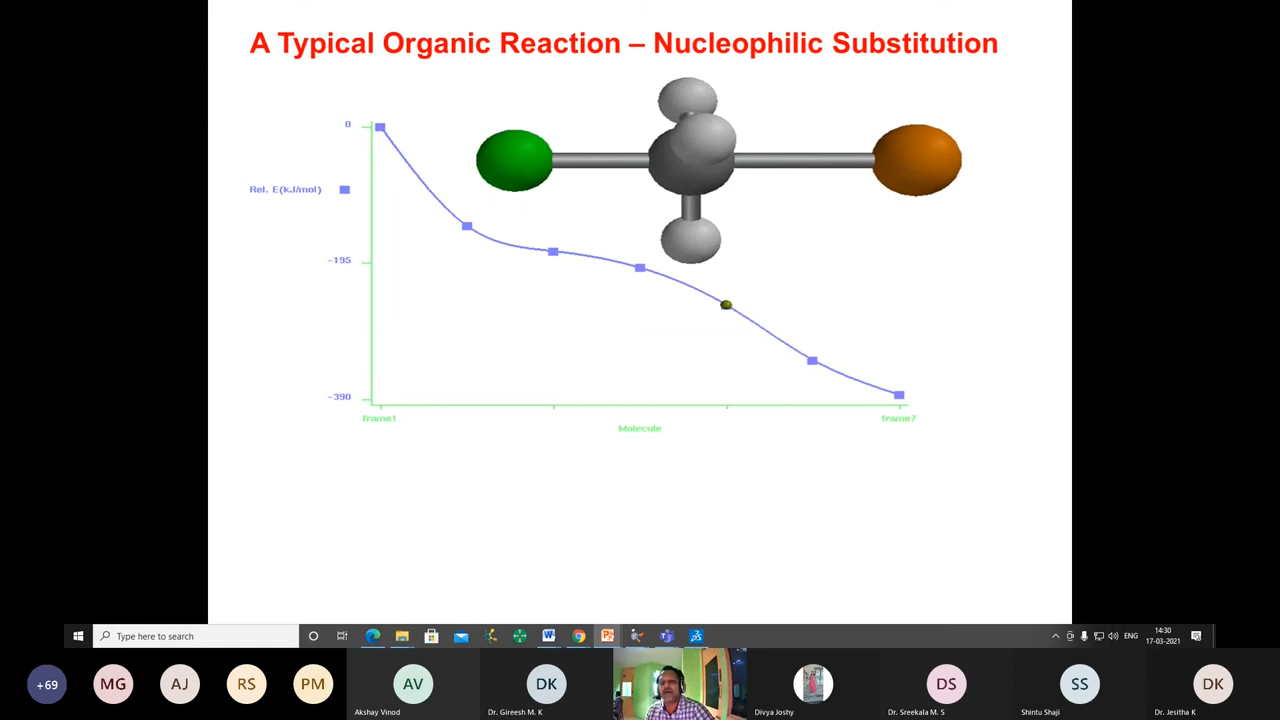 A Typical Organic Reaction – Nucleophilic Substitution
0
Rel. E(kJ/mol)
-195
-390
frame1
frame7
Molecule
Type here to search
ENG
14:30
17-03-2021
+69
MG
AJ
RS
PM
AV
Akshay Vinod
DK
Dr. Gireesh M. K
Divya Joshy
DS
Dr. Sreekala M. S
SS
Shintu Shaji
DK
Dr. Jesitha K